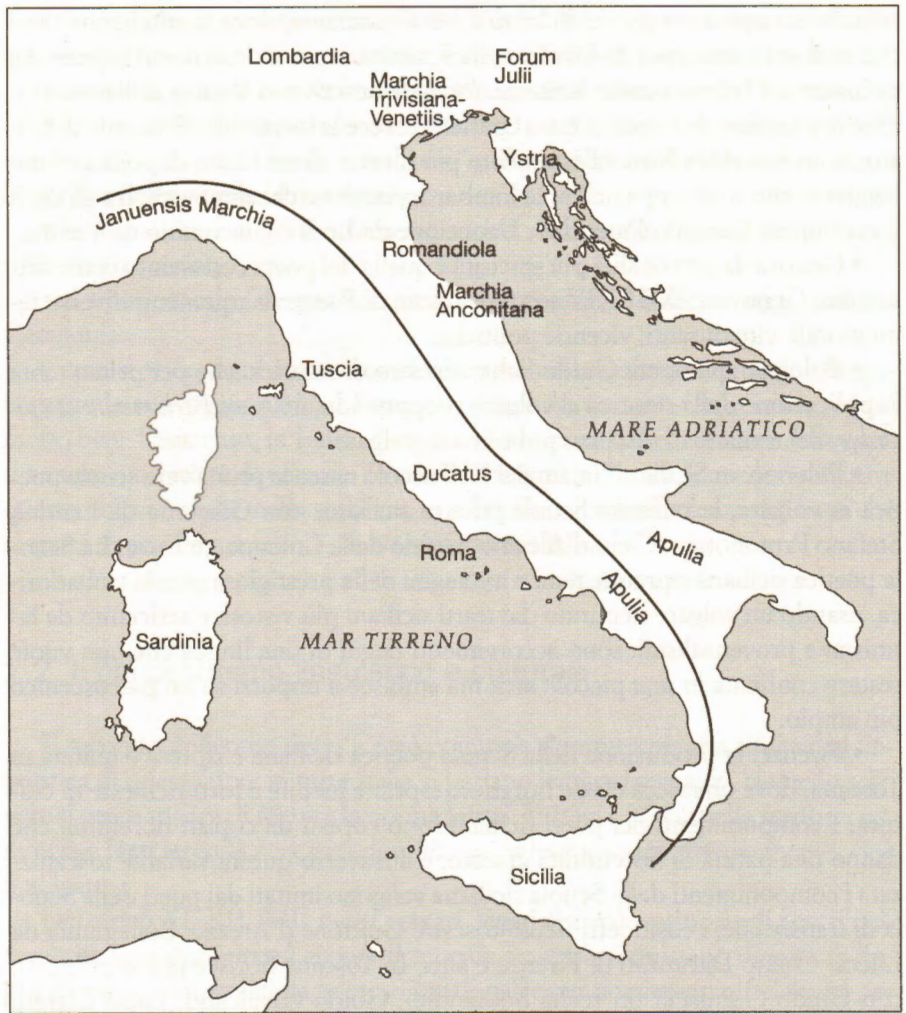 Lombardia
Forum
Julii
Marchia
Trivisiana-
Venetiis
Ystria
Januensis Marchia
Romandiola
Marchia
Anconitana
Tuscia
MARE ADRIATICO
Ducatus
Roma
Apulia
Apulia
Sardinia
MAR TIRRENO
Sicilia